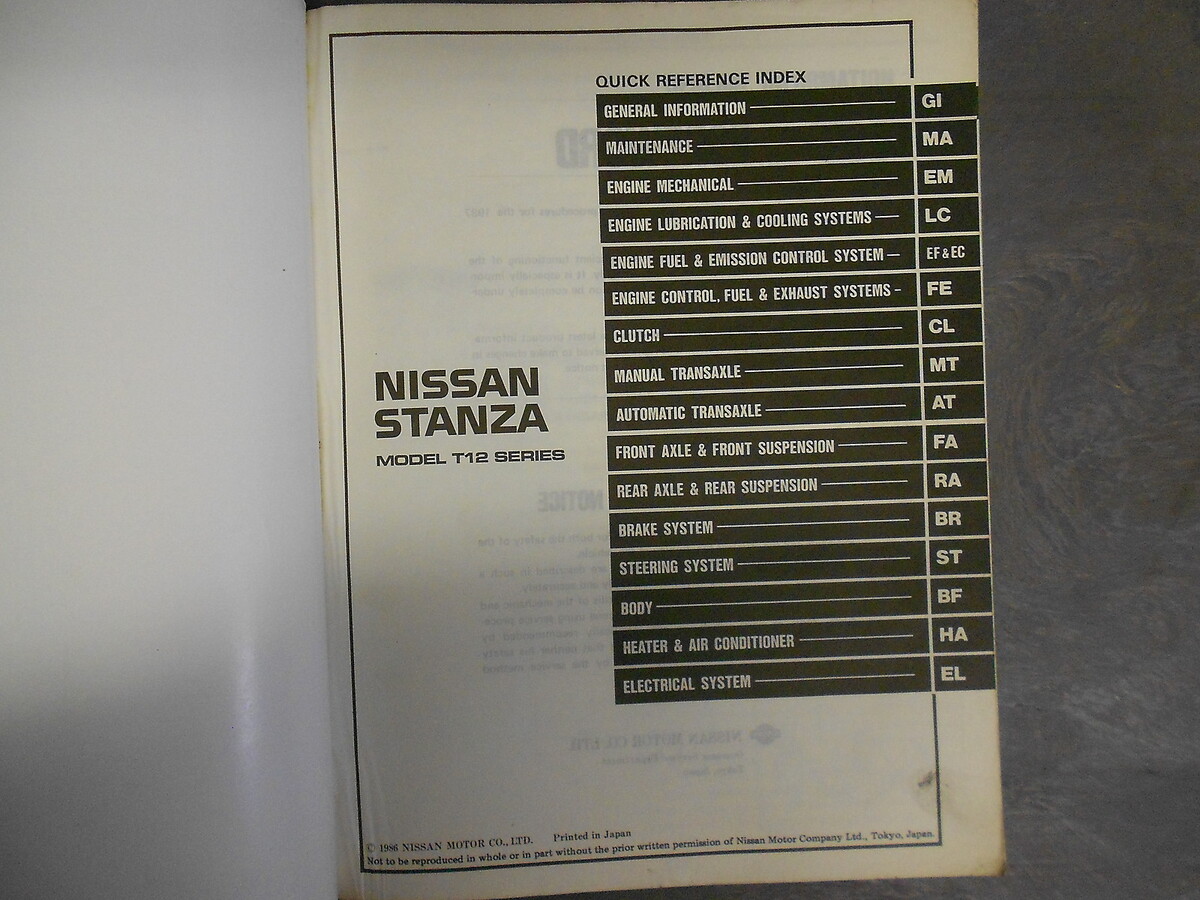 QUICK REFERENCE INDEX
GENERAL INFORMATION GI
MAINTENANCE MA
ENGINE MECHANICAL EM
ENGINE LUBRICATION & COOLING SYSTEMS LC
ENGINE FUEL & EMISSION CONTROL SYSTEM EF & EC
ENGINE CONTROL, FUEL & EXHAUST SYSTEMS FE
CLUTCH CL
MANUAL TRANSAXLE MT
AUTOMATIC TRANSAXLE AT
FRONT AXLE & FRONT SUSPENSION FA
REAR AXLE & REAR SUSPENSION RA
BRAKE SYSTEM BR
STEERING SYSTEM ST
BODY BF
HEATER & AIR CONDITIONER HA
ELECTRICAL SYSTEM EL
NISSAN
STANZA
MODEL T12 SERIES
© 1986 NISSAN MOTOR CO., LTD. Printed in Japan
Not to be reproduced in whole or in part without the prior written permission of Nissan Motor Company Ltd., Tokyo, Japan.